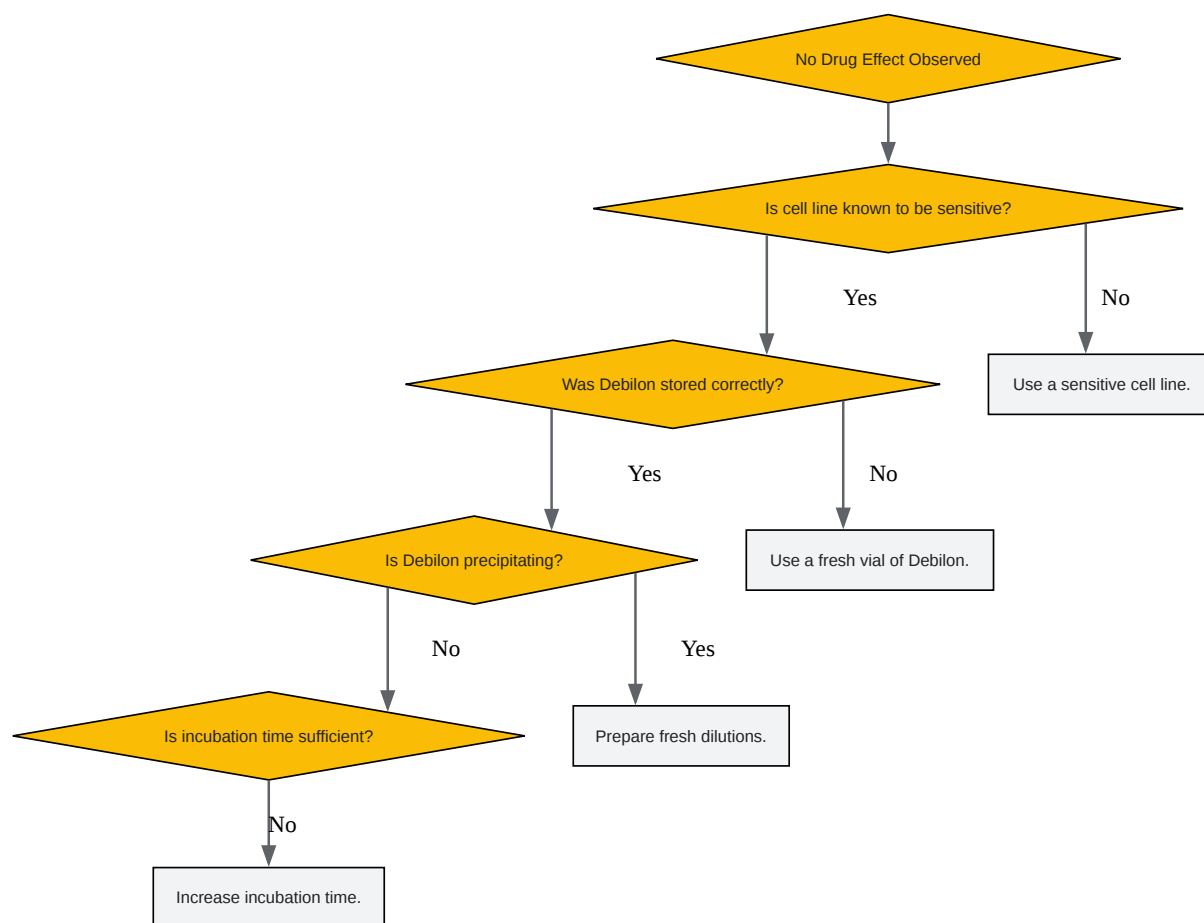 No Drug Effect Observed
Is cell line known to be sensitive?
Yes
No
Was Debilon stored correctly?
Use a sensitive cell line.
Yes
No
Is Debilon precipitating?
Use a fresh vial of Debilon.
No
Yes
Is incubation time sufficient?
Prepare fresh dilutions.
No
Increase incubation time.